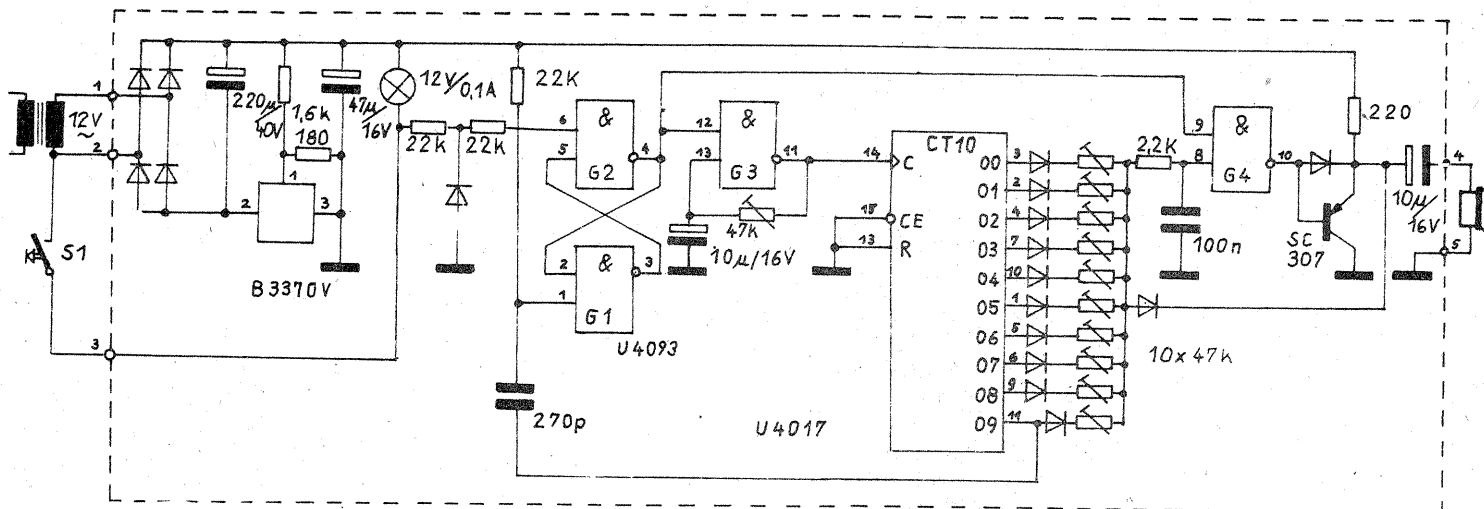 1
2
3
12V
~
S1
220µ/40V
1,6k
180
47µ/16V
12V/0,1A
1
2
3
B3370V
22K
22K
22K
6
5
&
4
G2
2
1
&
3
G1
U4093
270p
12
13
&
11
G3
47k
10µ/16V
U4017
14
15
13
CT10
C
CE
R
00 3
01 2
02 4
03 7
04 10
05 1
06 5
07 6
08 9
09 11
10x47k
2,2K
100n
9
8
&
10
G4
220
SC
307
10µ/16V
4
5